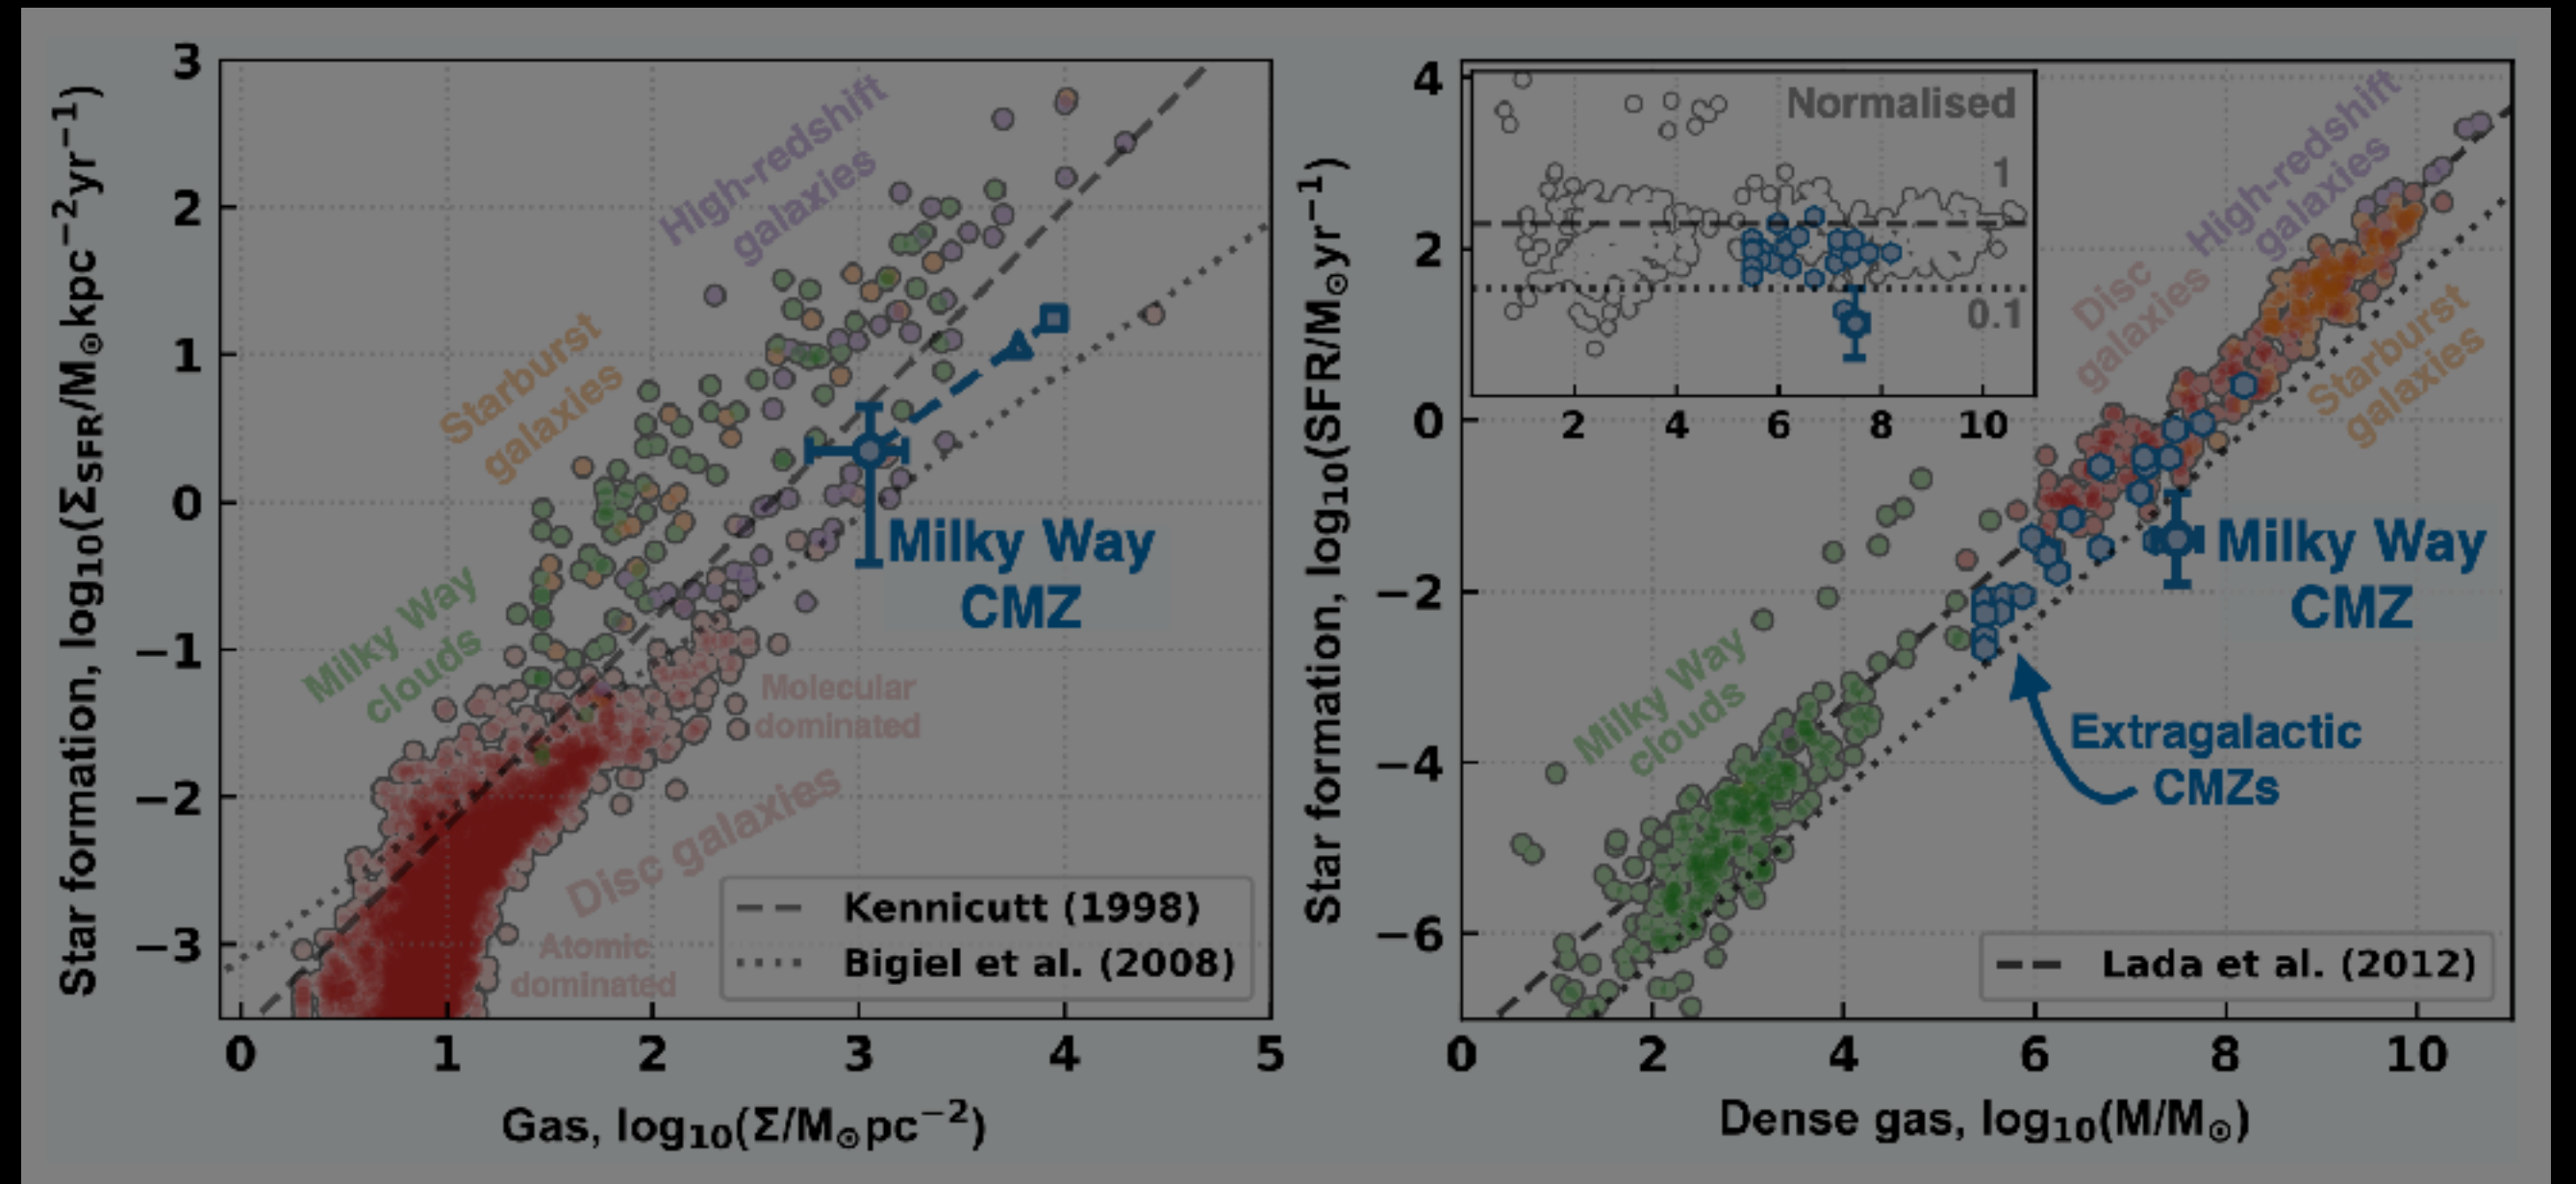 Star formation, log₁₀(Σ_SFR/M⊙kpc⁻²yr⁻¹)
3
2
1
0
−1
−2
−3
High-redshift
galaxies
Starburst
galaxies
Milky Way
clouds
Milky Way
CMZ
Molecular
dominated
Disc galaxies
Atomic
dominated
Kennicutt (1998)
Bigiel et al. (2008)
0 1 2 3 4 5
Gas, log₁₀(Σ/M⊙pc⁻²)
Star formation, log₁₀(SFR/M⊙yr⁻¹)
4
2
0
−2
−4
−6
Normalised
1
0.1
2 4 6 8 10
High-redshift
galaxies
Disc
galaxies
Starburst
galaxies
Milky Way
CMZ
Milky Way
clouds
Extragalactic
CMZs
Lada et al. (2012)
0 2 4 6 8 10
Dense gas, log₁₀(M/M⊙)